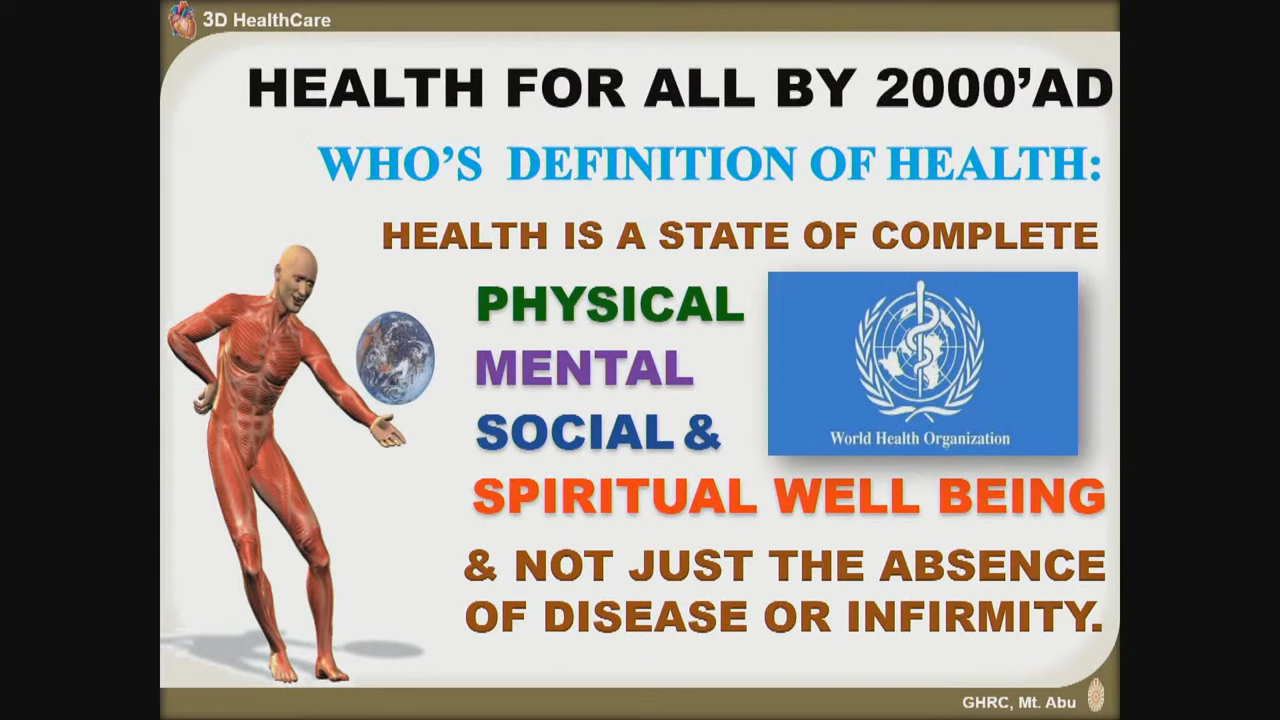 3D HealthCare
HEALTH FOR ALL BY 2000’AD
WHO’S DEFINITION OF HEALTH:
HEALTH IS A STATE OF COMPLETE
PHYSICAL
MENTAL
SOCIAL &
World Health Organization
SPIRITUAL WELL BEING
& NOT JUST THE ABSENCE
OF DISEASE OR INFIRMITY.
GHRC, Mt. Abu